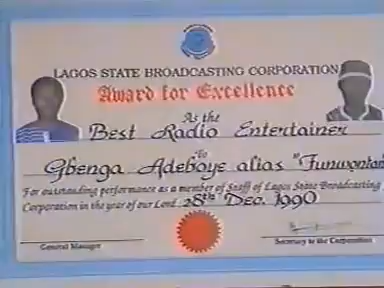 LAGOS STATE BROADCASTING CORPORATION
Award for Excellence
As the
Best Radio Entertainer
To
Gbenga Adeboye alias "Funwontan
For outstanding performance as a member of Staff of Lagos State Broadcasting
Corporation in the year of our Lord. 28th Dec. 1990
General Manager
Secretary to the Corporation